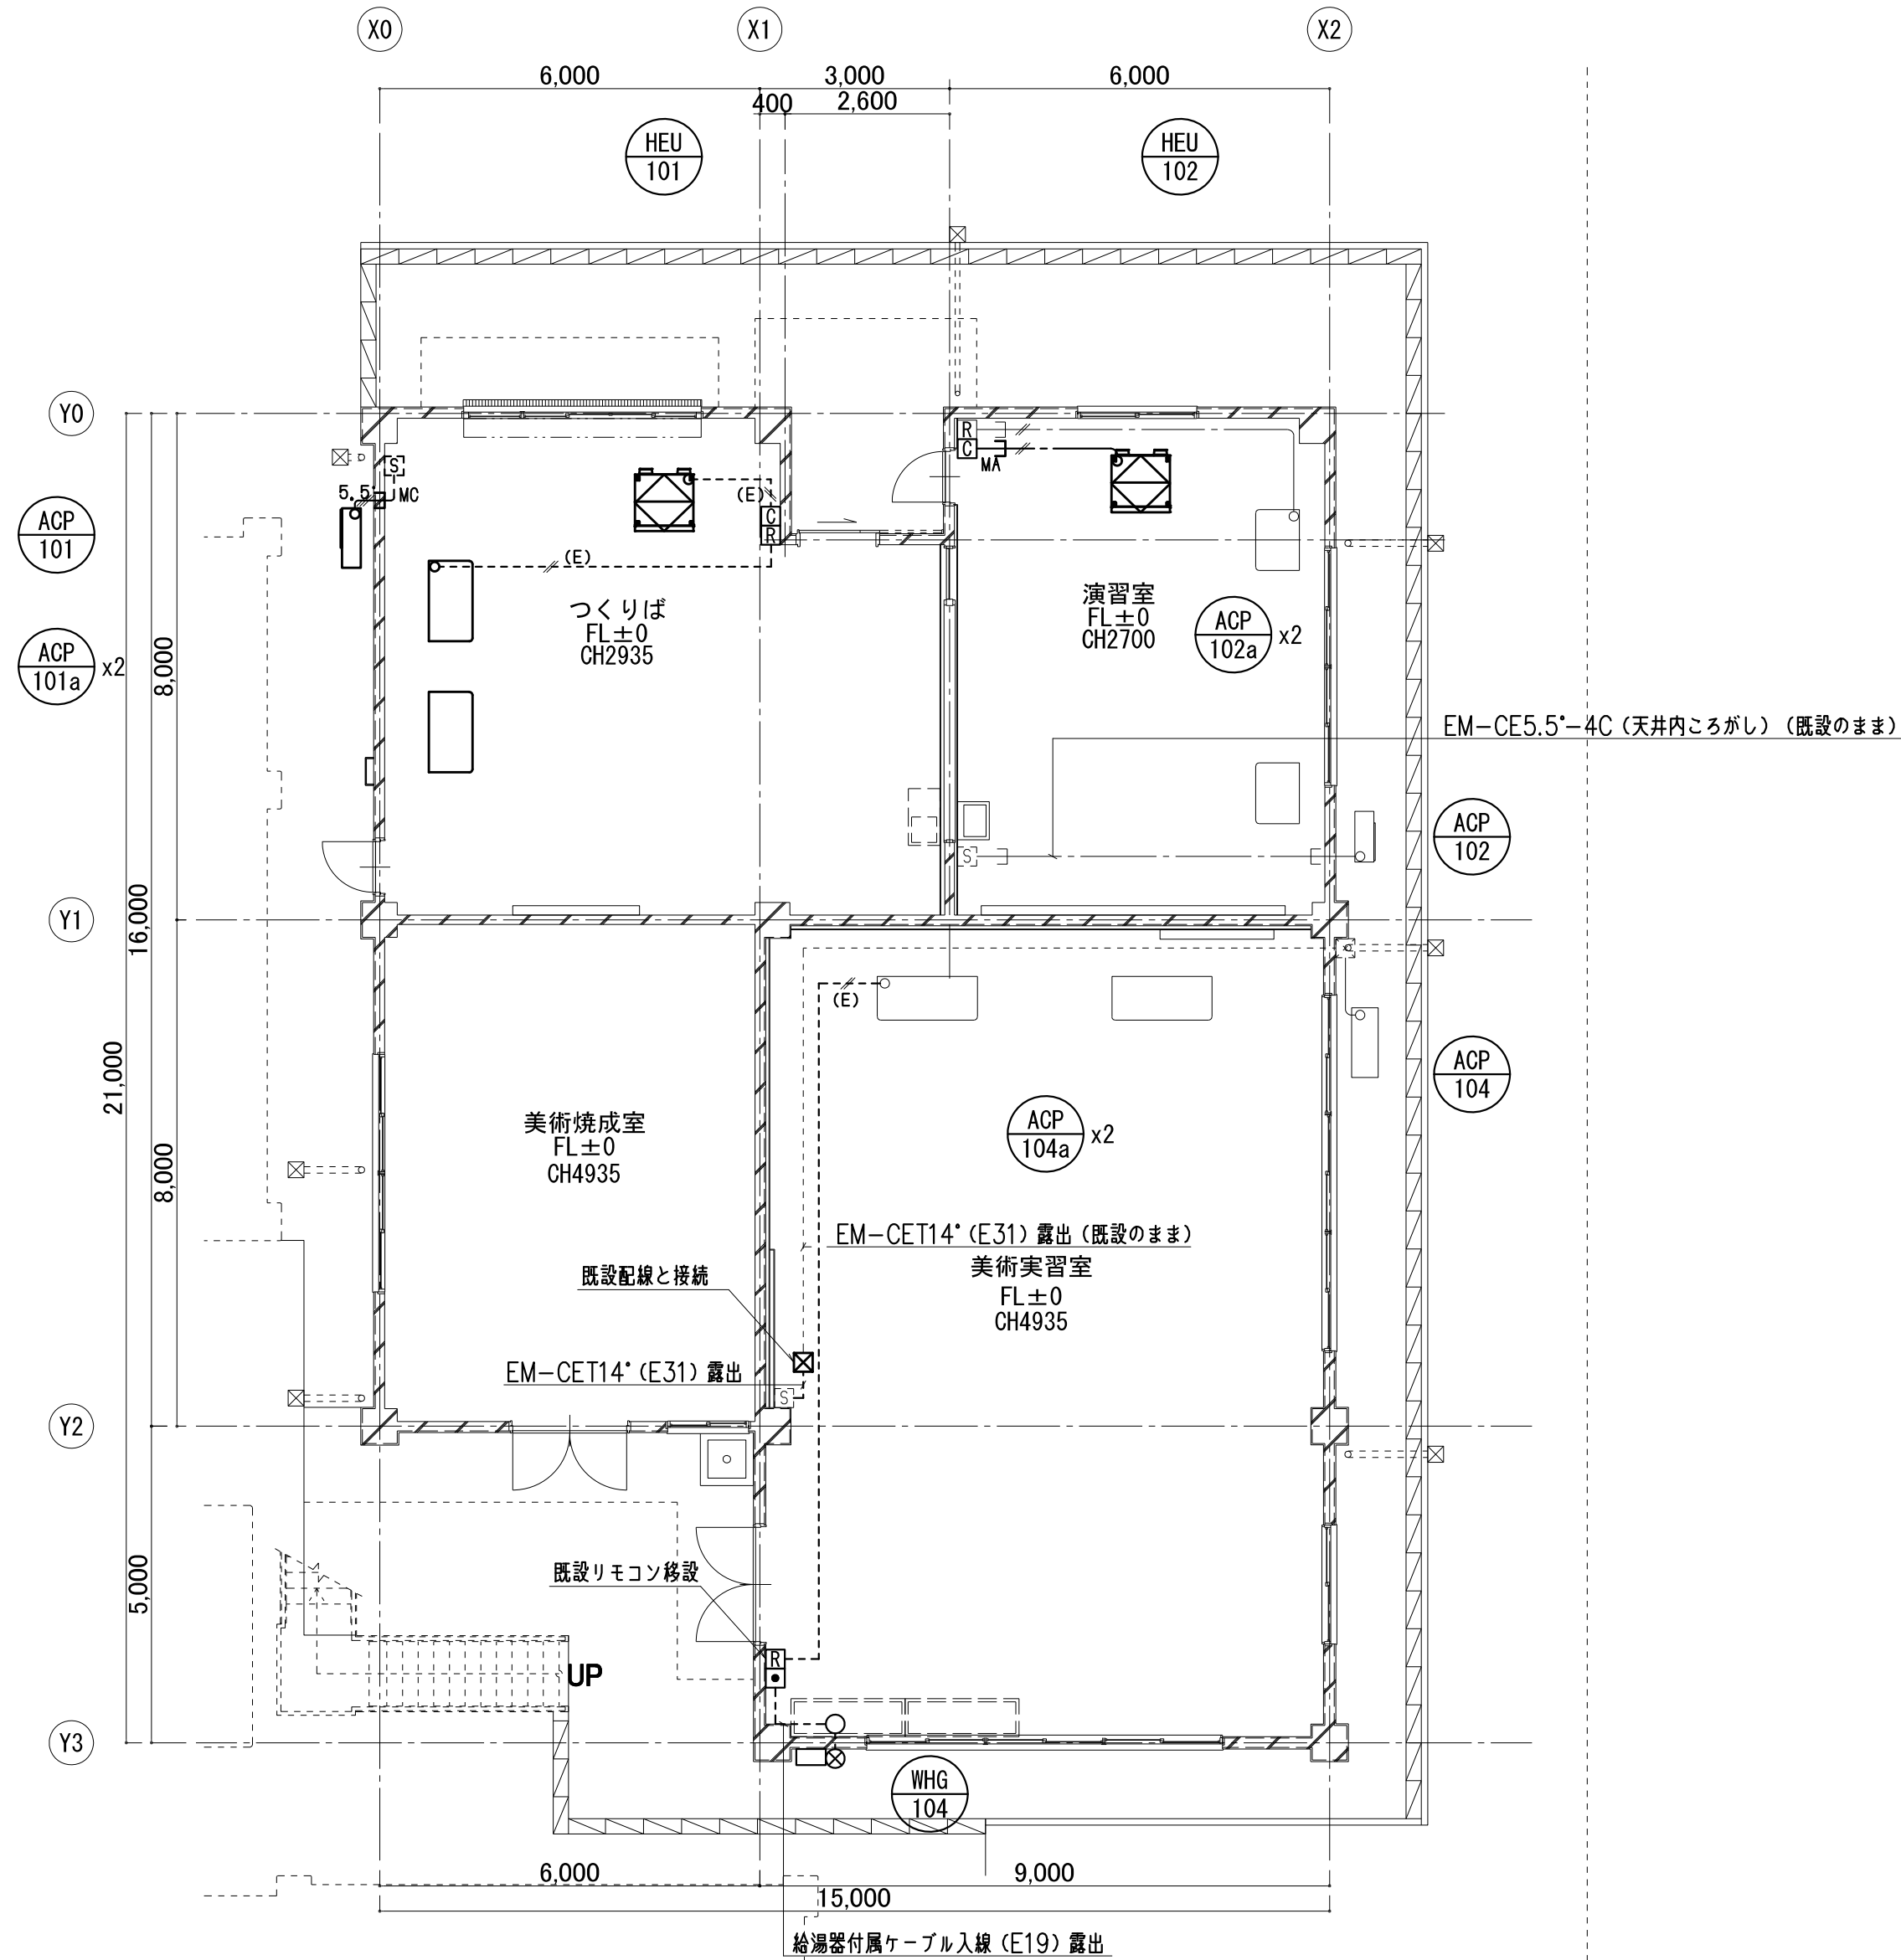 X0
X1
X2
6,000
3,000
6,000
400
2,600
HEU
101
HEU
102
Y0
R
C
MA
S
5.5°
MC
(E)
C
R
ACP
101
(E)
つくりば
FL±0
CH2935
演習室
FL±0
CH2700
ACP
102a
x2
ACP
101a
x2
8,000
EM-CE5.5°-4C (天井内ころがし) (既設のまま)
ACP
102
S
16,000
Y1
(E)
21,000
ACP
104
美術焼成室
FL±0
CH4935
ACP
104a
x2
8,000
EM-CET14°(E31) 露出 (既設のまま)
美術実習室
FL±0
CH4935
既設配線と接続
EM-CET14°(E31) 露出
S
Y2
5,000
既設リモコン移設
R
UP
Y3
WHG
104
6,000
9,000
15,000
給湯器付属ケーブル入線 (E19) 露出